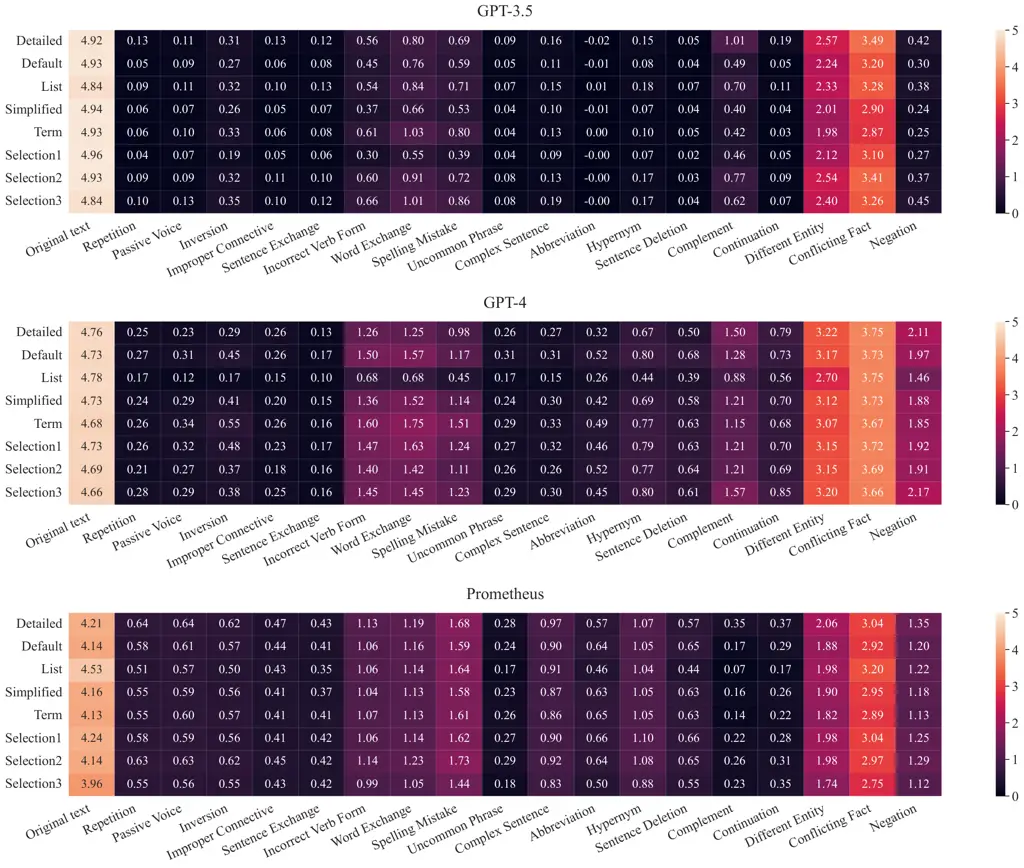 GPT-3.5
Detailed 4.92 0.13 0.11 0.31 0.13 0.12 0.56 0.80 0.69 0.09 0.16 -0.02 0.15 0.05 1.01 0.19 2.57 3.49 0.42
Default 4.93 0.05 0.09 0.27 0.06 0.08 0.45 0.76 0.59 0.05 0.11 -0.01 0.08 0.04 0.49 0.05 2.24 3.20 0.30
List 4.84 0.09 0.11 0.32 0.10 0.13 0.54 0.84 0.71 0.07 0.15 0.01 0.18 0.07 0.70 0.11 2.33 3.28 0.38
Simplified 4.94 0.06 0.07 0.26 0.05 0.07 0.37 0.66 0.53 0.04 0.10 -0.01 0.07 0.04 0.40 0.04 2.01 2.90 0.24
Term 4.93 0.06 0.10 0.33 0.06 0.08 0.61 1.03 0.80 0.04 0.13 0.00 0.10 0.05 0.42 0.03 1.98 2.87 0.25
Selection1 4.96 0.04 0.07 0.19 0.05 0.06 0.30 0.55 0.39 0.04 0.09 -0.00 0.07 0.02 0.46 0.05 2.12 3.10 0.27
Selection2 4.93 0.09 0.09 0.32 0.11 0.10 0.60 0.91 0.72 0.08 0.13 -0.00 0.17 0.03 0.77 0.09 2.54 3.41 0.37
Selection3 4.84 0.10 0.13 0.35 0.10 0.12 0.66 1.01 0.86 0.08 0.19 -0.00 0.17 0.04 0.62 0.07 2.40 3.26 0.45
Original text Repetition Passive Voice Inversion Improper Connective Sentence Exchange Incorrect Verb Form Word Exchange Spelling Mistake Uncommon Phrase Complex Sentence Abbreviation Hypernym Sentence Deletion Complement Continuation Different Entity Conflicting Fact Negation
5
4
3
2
1
0
GPT-4
Detailed 4.76 0.25 0.23 0.29 0.26 0.13 1.26 1.25 0.98 0.26 0.27 0.32 0.67 0.50 1.50 0.79 3.22 3.75 2.11
Default 4.73 0.27 0.31 0.45 0.26 0.17 1.50 1.57 1.17 0.31 0.31 0.52 0.80 0.68 1.28 0.73 3.17 3.73 1.97
List 4.78 0.17 0.12 0.17 0.15 0.10 0.68 0.68 0.45 0.17 0.15 0.26 0.44 0.39 0.88 0.56 2.70 3.75 1.46
Simplified 4.73 0.24 0.29 0.41 0.20 0.15 1.36 1.52 1.14 0.24 0.30 0.42 0.69 0.58 1.21 0.70 3.12 3.73 1.88
Term 4.68 0.26 0.34 0.55 0.26 0.16 1.60 1.75 1.51 0.29 0.33 0.49 0.77 0.63 1.15 0.68 3.07 3.67 1.85
Selection1 4.73 0.26 0.32 0.48 0.23 0.17 1.47 1.63 1.24 0.27 0.32 0.46 0.79 0.63 1.21 0.70 3.15 3.72 1.92
Selection2 4.69 0.21 0.27 0.37 0.18 0.16 1.40 1.42 1.11 0.26 0.26 0.52 0.77 0.64 1.21 0.69 3.15 3.69 1.91
Selection3 4.66 0.28 0.29 0.38 0.25 0.16 1.45 1.45 1.23 0.29 0.30 0.45 0.80 0.61 1.57 0.85 3.20 3.66 2.17
Original text Repetition Passive Voice Inversion Improper Connective Sentence Exchange Incorrect Verb Form Word Exchange Spelling Mistake Uncommon Phrase Complex Sentence Abbreviation Hypernym Sentence Deletion Complement Continuation Different Entity Conflicting Fact Negation
5
4
3
2
1
0
Prometheus
Detailed 4.21 0.64 0.64 0.62 0.47 0.43 1.13 1.19 1.68 0.28 0.97 0.57 1.07 0.57 0.35 0.37 2.06 3.04 1.35
Default 4.14 0.58 0.61 0.57 0.44 0.41 1.06 1.16 1.59 0.24 0.90 0.64 1.05 0.65 0.17 0.29 1.88 2.92 1.20
List 4.53 0.51 0.57 0.50 0.43 0.35 1.06 1.14 1.64 0.17 0.91 0.46 1.04 0.44 0.07 0.17 1.98 3.20 1.22
Simplified 4.16 0.55 0.59 0.56 0.41 0.37 1.04 1.13 1.58 0.23 0.87 0.63 1.05 0.63 0.16 0.26 1.90 2.95 1.18
Term 4.13 0.55 0.60 0.57 0.41 0.41 1.07 1.13 1.61 0.26 0.86 0.65 1.05 0.63 0.14 0.22 1.82 2.89 1.13
Selection1 4.24 0.58 0.59 0.56 0.41 0.42 1.06 1.14 1.62 0.27 0.90 0.66 1.10 0.66 0.22 0.28 1.98 3.04 1.25
Selection2 4.14 0.63 0.63 0.62 0.45 0.42 1.14 1.23 1.73 0.29 0.92 0.64 1.08 0.65 0.26 0.31 1.98 2.97 1.29
Selection3 3.96 0.55 0.56 0.55 0.43 0.42 0.99 1.05 1.44 0.18 0.83 0.50 0.88 0.55 0.23 0.35 1.74 2.75 1.12
Original text Repetition Passive Voice Inversion Improper Connective Sentence Exchange Incorrect Verb Form Word Exchange Spelling Mistake Uncommon Phrase Complex Sentence Abbreviation Hypernym Sentence Deletion Complement Continuation Different Entity Conflicting Fact Negation
5
4
3
2
1
0